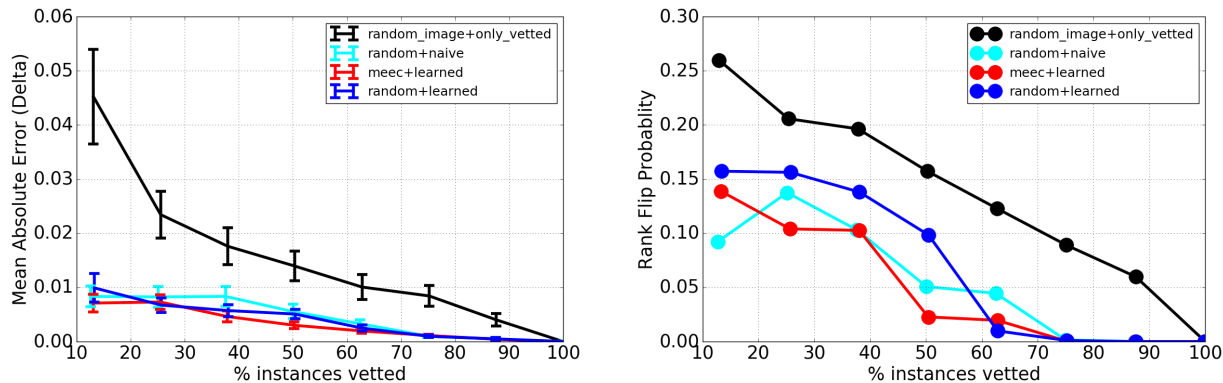 0.06
0.05
0.04
0.03
0.02
0.01
0.00
Mean Absolute Error (Delta)
random_image+only_vetted
random+naive
meec+learned
random+learned
10 20 30 40 50 60 70 80 90 100
% instances vetted
0.30
0.25
0.20
0.15
0.10
0.05
0.00
Rank Flip Probablity
random_image+only_vetted
random+naive
meec+learned
random+learned
10 20 30 40 50 60 70 80 90 100
% instances vetted